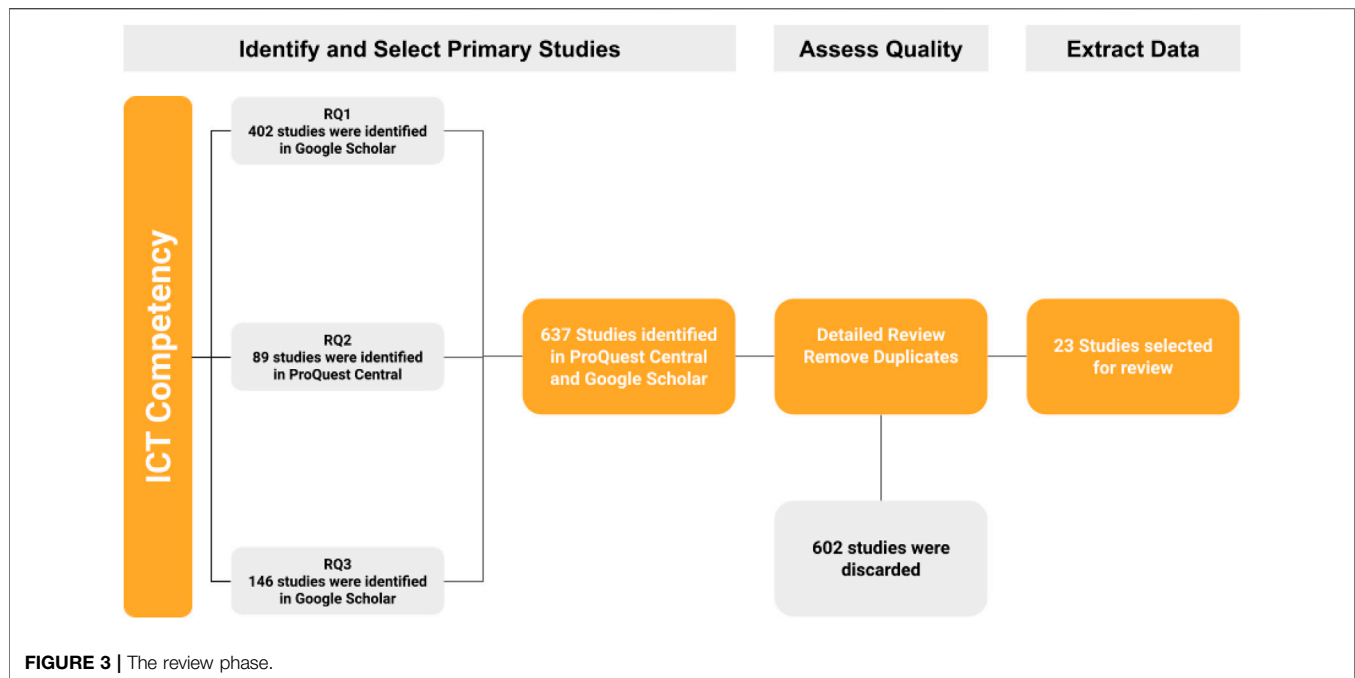 Identify and Select Primary Studies
Assess Quality
Extract Data
ICT Competency
RQ1
402 studies were identified
in Google Scholar
RQ2
89 studies were identified
in ProQuest Central
RQ3
146 studies were identified
in Google Scholar
637 Studies identified
in ProQuest Central
and Google Scholar
Detailed Review
Remove Duplicates
602 studies were
discarded
23 Studies selected
for review
FIGURE 3 | The review phase.